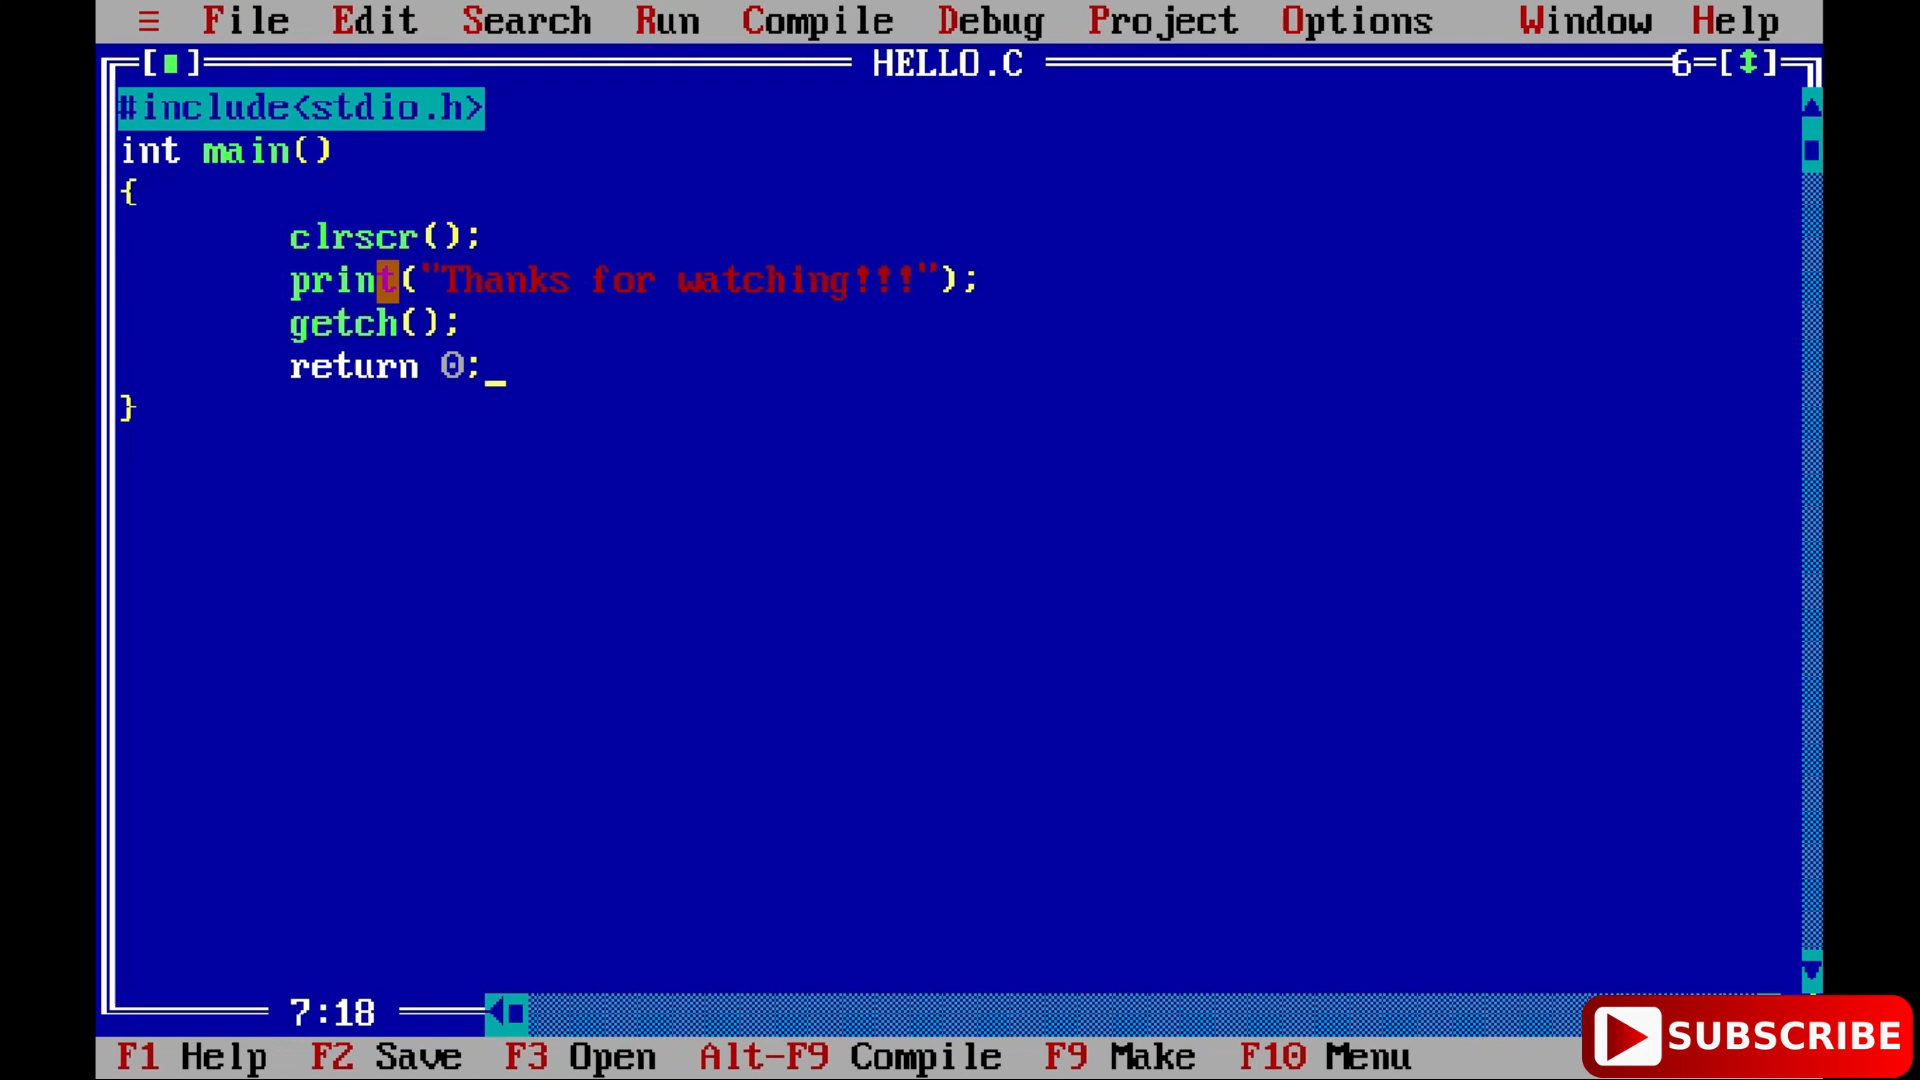 ≡ File Edit Search Run Compile Debug Project Options Window Help
[■] HELLO.C 6=[↕]
#include<stdio.h>
int main()
{
clrscr();
print("Thanks for watching!!!");
getch();
return 0;_
}
7:18
F1 Help F2 Save F3 Open Alt-F9 Compile F9 Make F10 Menu
SUBSCRIBE